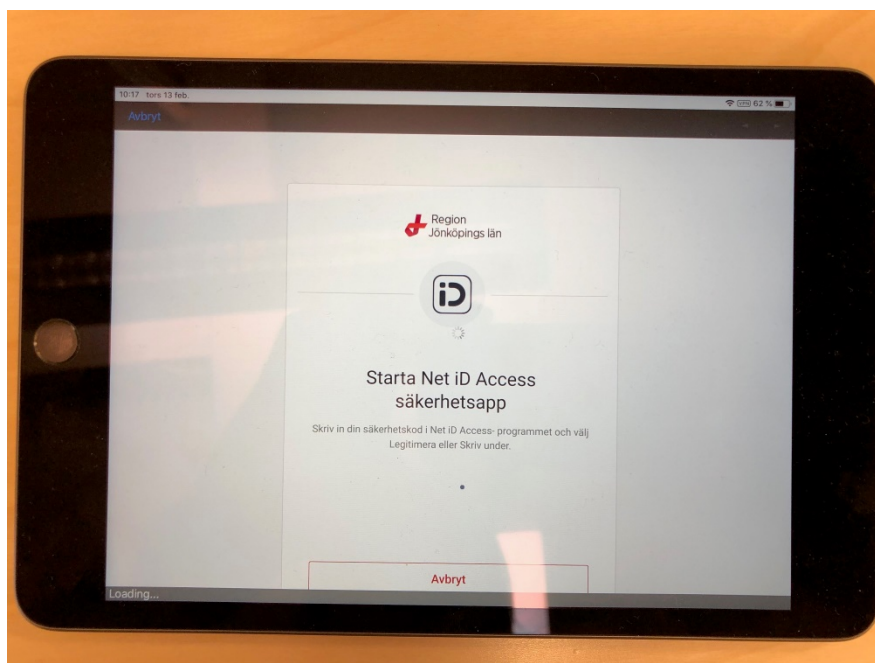 10:17 tors 13 feb.
VPN 62 %
Avbryt
Region
Jönköpings län
iD
Starta Net iD Access
säkerhetsapp
Skriv in din säkerhetskod i Net iD Access- programmet och välj
Legitimera eller Skriv under.
Avbryt
Loading...